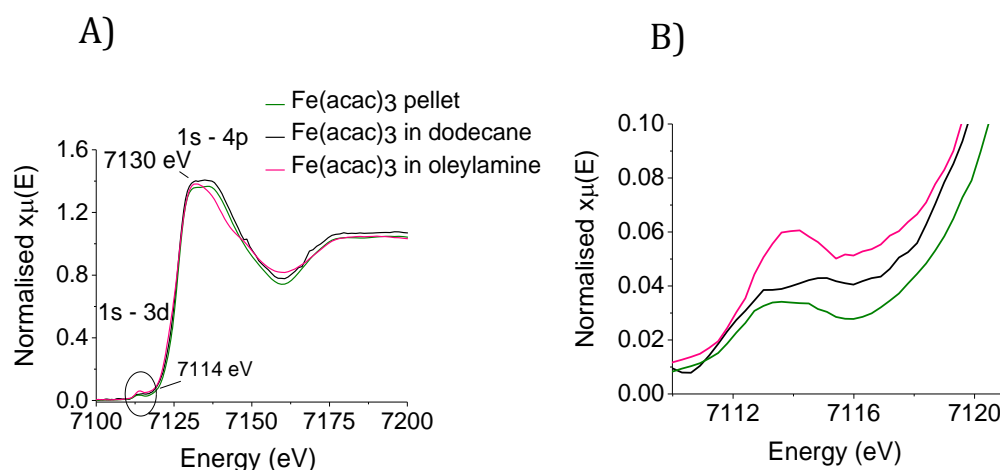 A)
Fe(acac)3 pellet
Fe(acac)3 in dodecane
Fe(acac)3 in oleylamine
1s - 4p
7130 eV
1s - 3d
7114 eV
Normalised xµ(E)
1.6
1.2
0.8
0.4
0.0
7100 7125 7150 7175 7200
Energy (eV)
B)
Normalised xµ(E)
0.10
0.08
0.06
0.04
0.02
0.00
7112 7116 7120
Energy (eV)